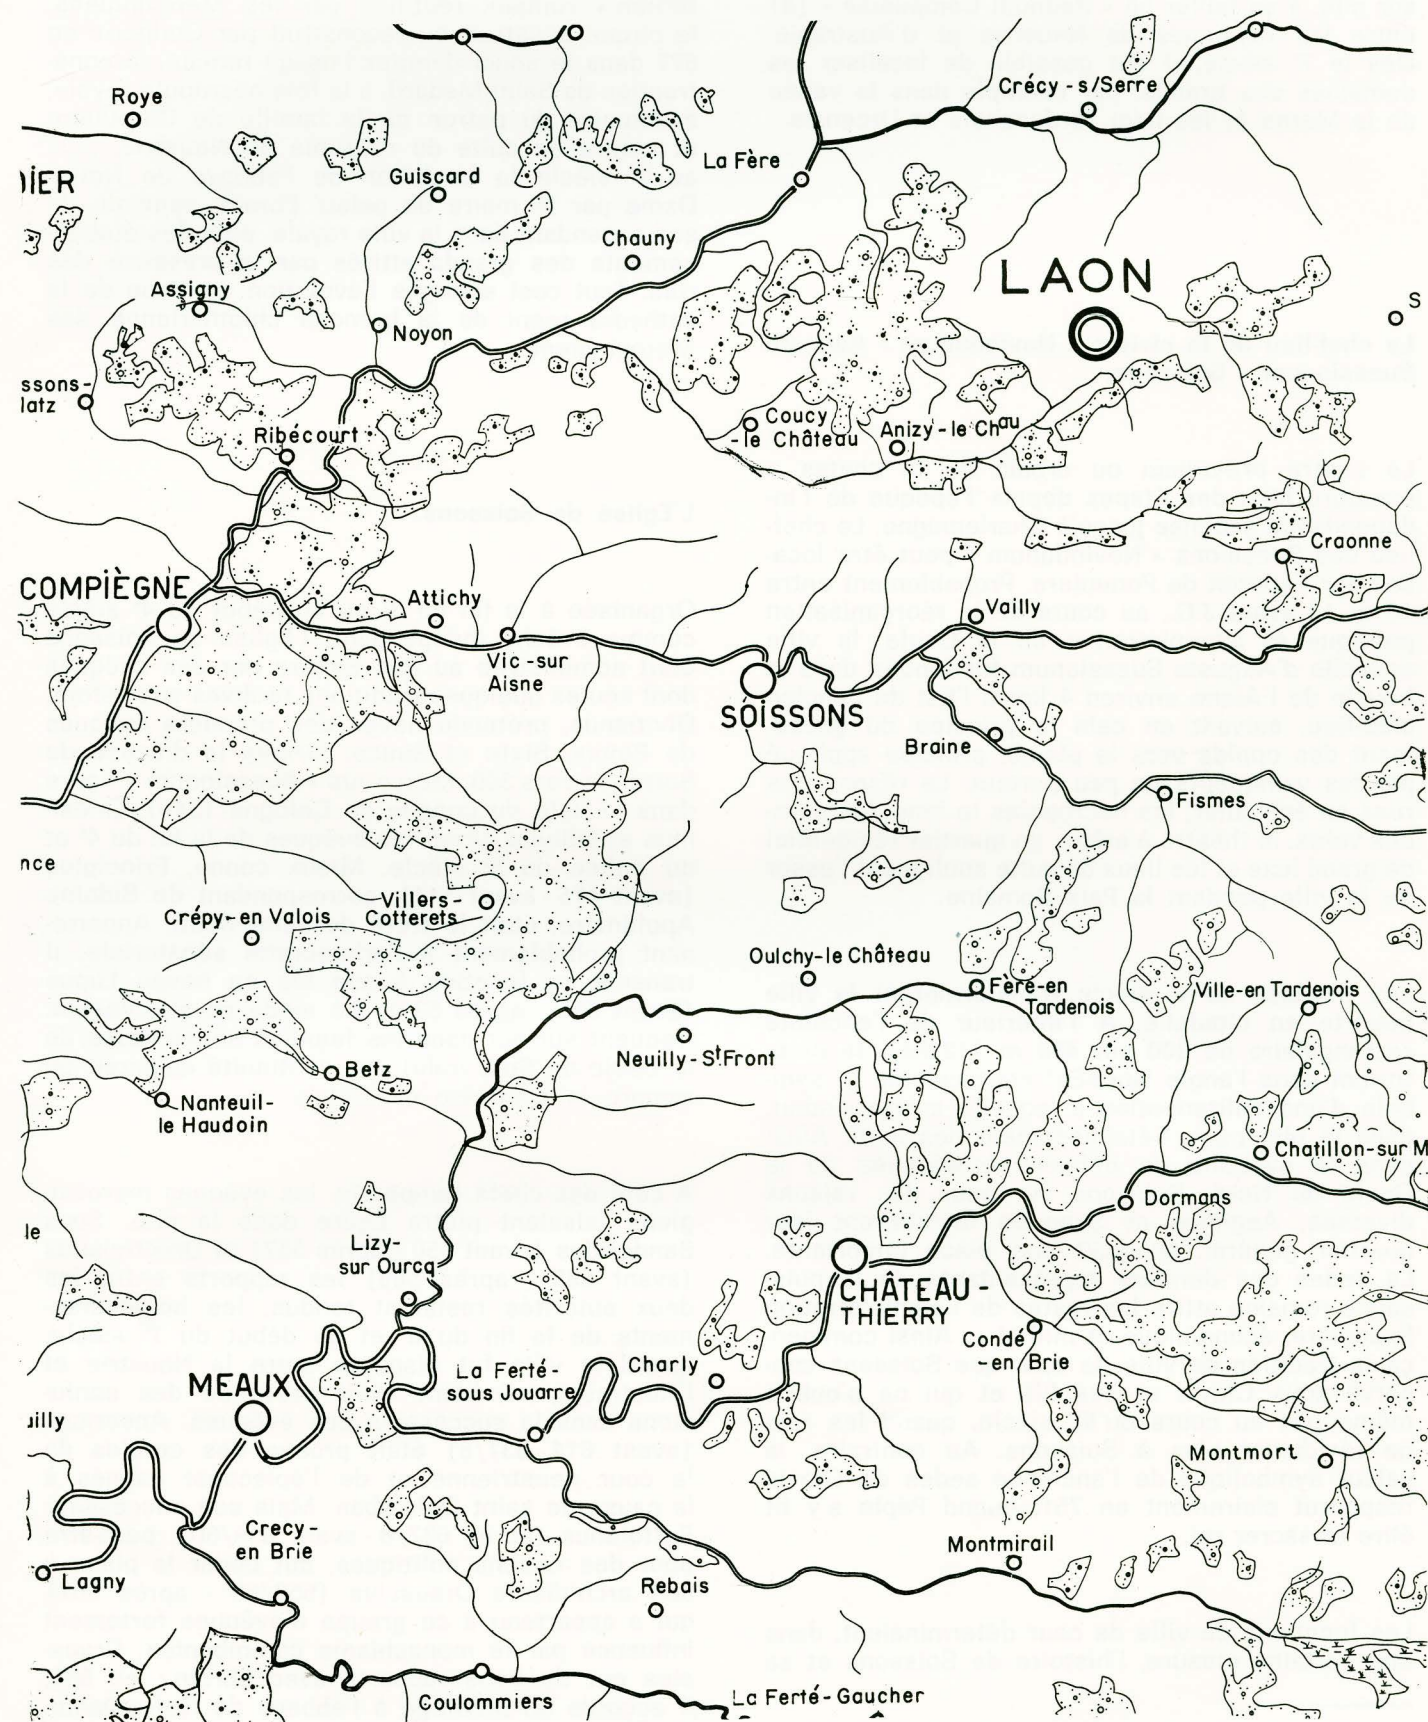 Roye
Crécy-s/Serre
La Fère
DIER
Guiscard
Chauny
LAON
Assigny
S
Noyon
ssons-
latz
Coucy
-le Château
Anizy-le Chau
Ribécourt
Craonne
COMPIÈGNE
Attichy
Vailly
Vic-sur
Aisne
SOISSONS
Braine
Fismes
nce
Villers-
Cotterets
Crépy-en Valois
Oulchy-le Château
Fère-en
Tardenois
Ville-en Tardenois
Neuilly-St Front
Betz
Nanteuil-
le Haudoin
Chatillon-sur M
Dormans
le
Lizy-
sur Ourcq
CHÂTEAU-
THIERRY
Condé
-en Brie
La Ferté-
sous Jouarre
Charly
MEAUX
uilly
Montmort
Crecy-
en Brie
Montmirail
Lagny
Rebais
Coulommiers
La Ferté-Gaucher